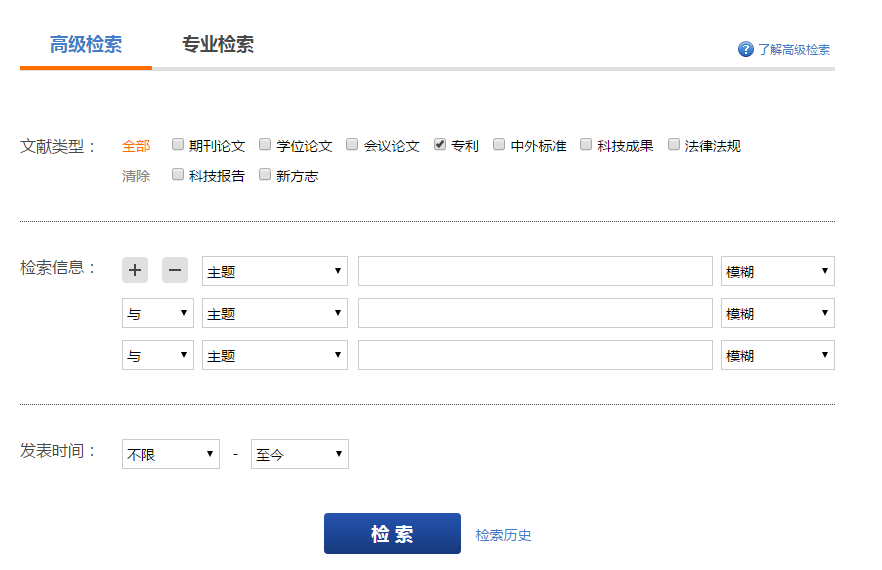 高级检索 专业检索 ? 了解高级检索
文献类型： 全部 期刊论文 学位论文 会议论文 专利 中外标准 科技成果 法律法规
清除 科技报告 新方志
检索信息： + − 主题 模糊
与 主题 模糊
与 主题 模糊
发表时间： 不限 - 至今
检索 检索历史